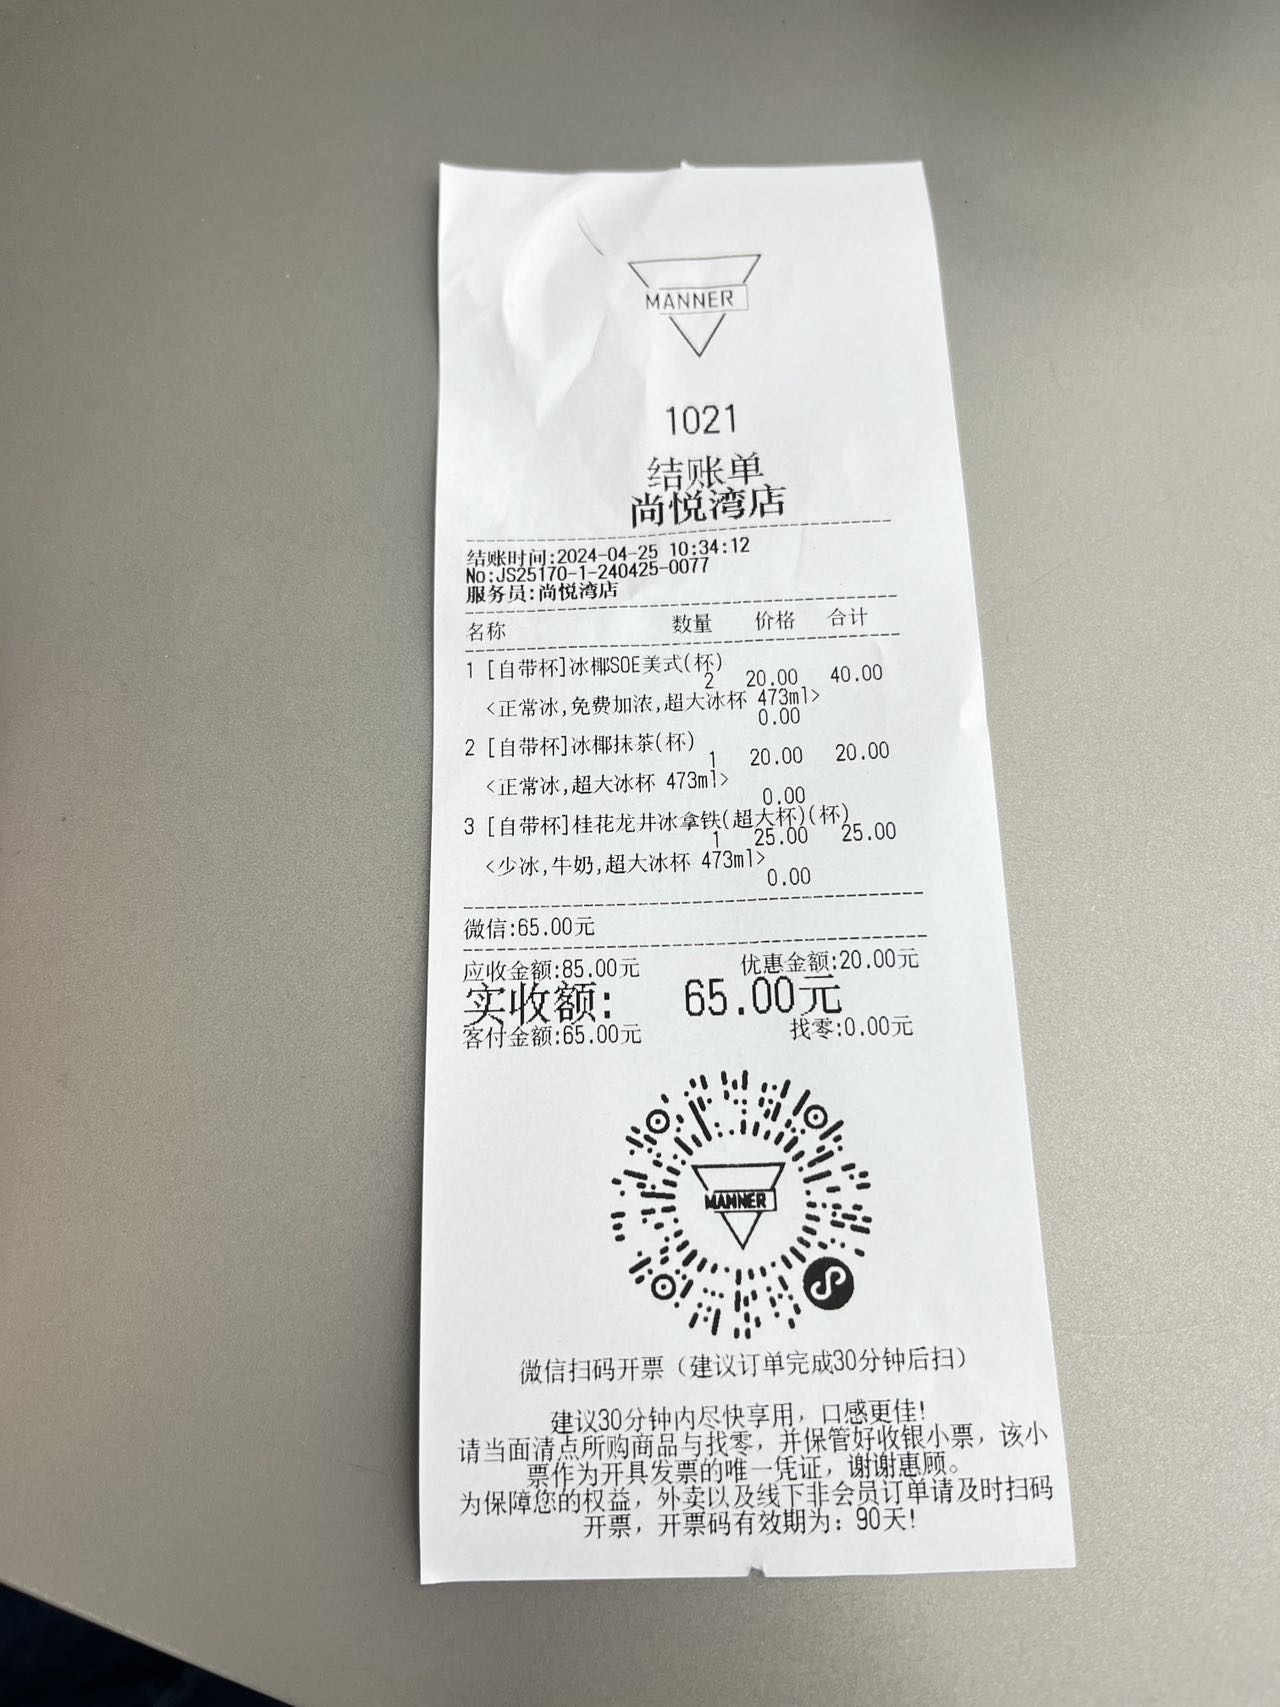 MANNER
1021
结账单
尚悦湾店
结账时间:2024-04-25 10:34:12
No:JS25170-1-240425-0077
服务员:尚悦湾店
名称 数量 价格 合计
1 [自带杯]冰椰SOE美式(杯)
2 20.00 40.00
<正常冰,免费加浓,超大冰杯 473ml>
0.00
2 [自带杯]冰椰抹茶(杯)
1 20.00 20.00
<正常冰,超大冰杯 473ml>
0.00
3 [自带杯]桂花龙井冰拿铁(超大杯)(杯)
1 25.00 25.00
<少冰,牛奶,超大冰杯 473ml>
0.00
微信:65.00元
应收金额:85.00元 优惠金额:20.00元
实收额: 65.00元
客付金额:65.00元 找零:0.00元
MANNER
微信扫码开票（建议订单完成30分钟后扫）
建议30分钟内尽快享用，口感更佳!
请当面清点所购商品与找零，并保管好收银小票，该小
票作为开具发票的唯一凭证，谢谢惠顾。
为保障您的权益，外卖以及线下非会员订单请及时扫码
开票，开票码有效期为：90天!